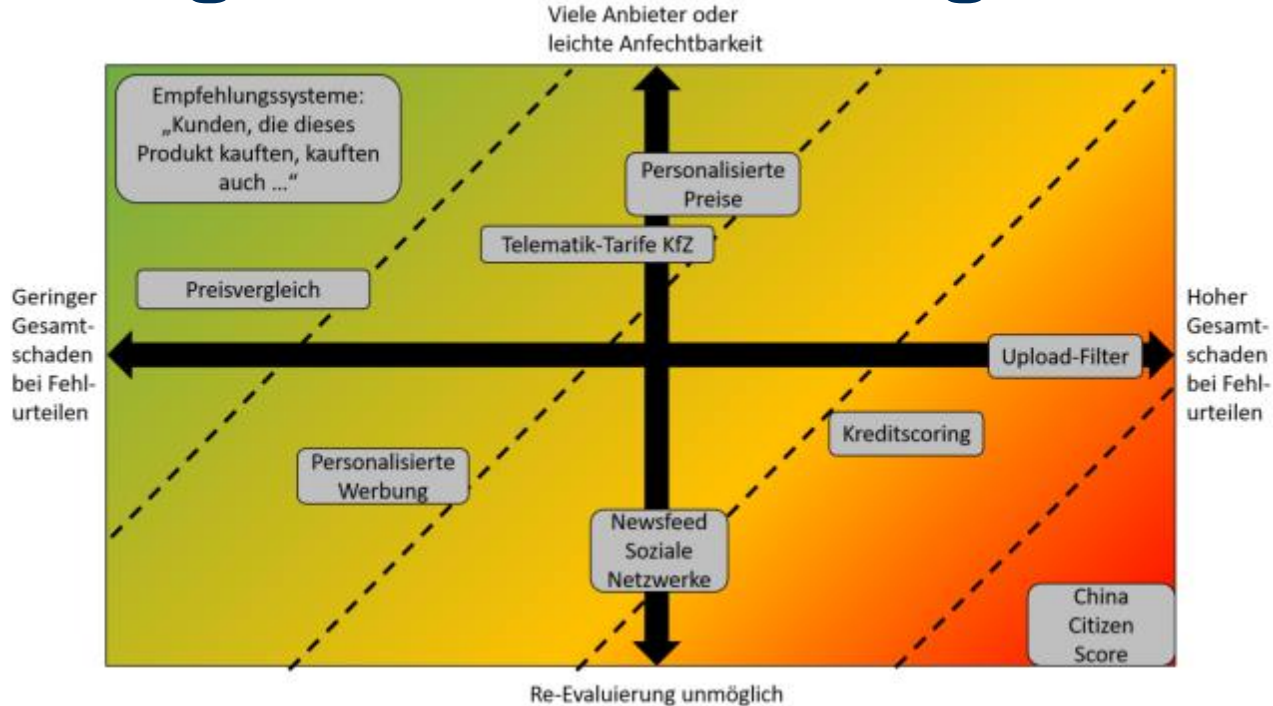 Viele Anbieter oder
leichte Anfechtbarkeit
Empfehlungssysteme:
„Kunden, die dieses
Produkt kauften, kauften
auch ...“
Personalisierte
Preise
Telematik-Tarife KfZ
Preisvergleich
Geringer
Gesamt-
schaden
bei Fehl-
urteilen
Hoher
Gesamt-
schaden
bei Fehl-
urteilen
Upload-Filter
Kreditscoring
Personalisierte
Werbung
Newsfeed
Soziale
Netzwerke
China
Citizen
Score
Re-Evaluierung unmöglich